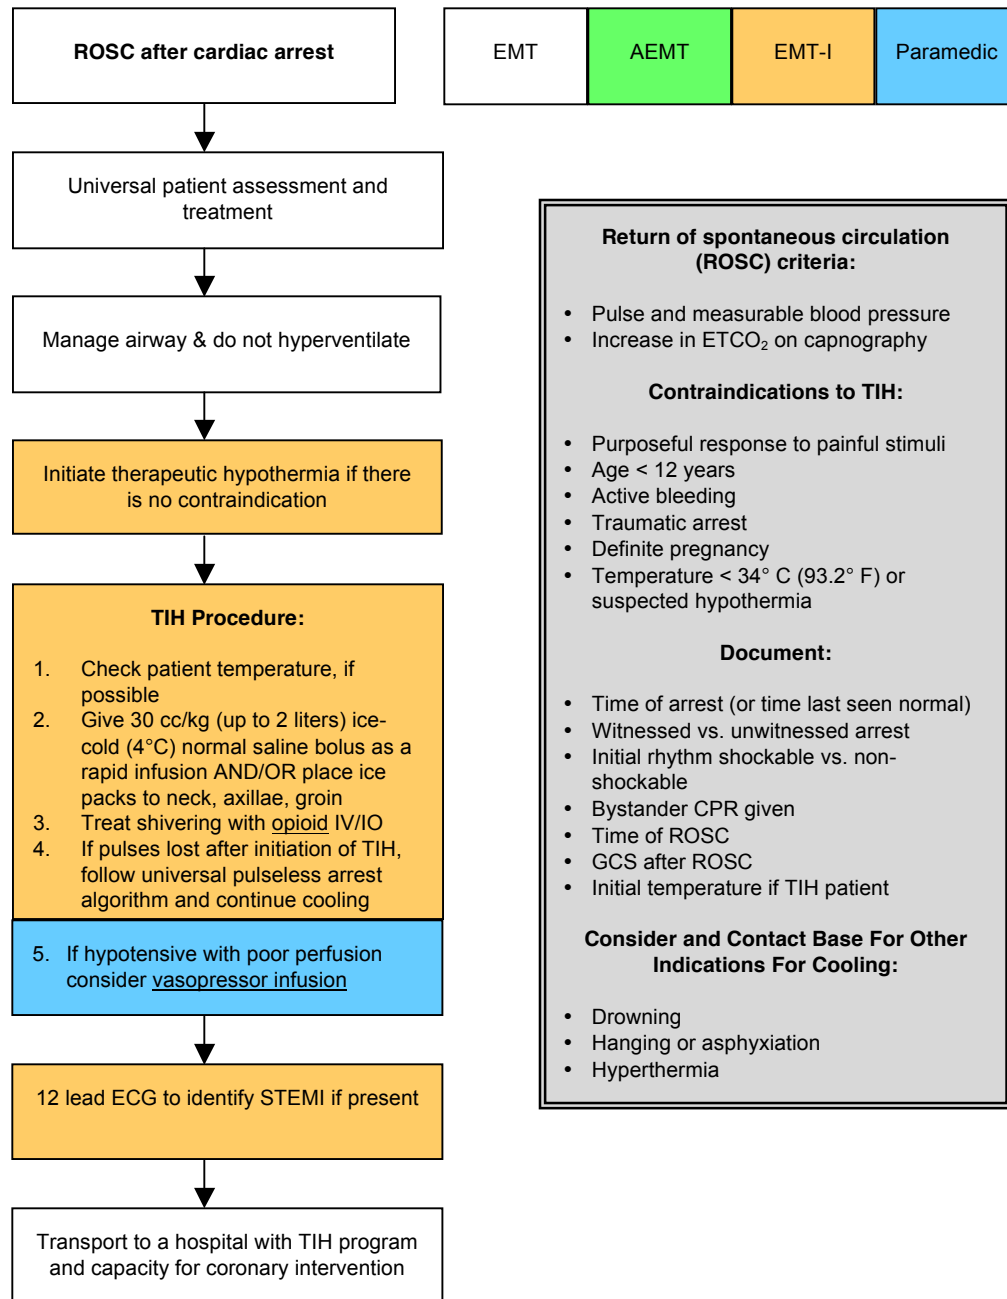 ROSC after cardiac arrest
EMT
AEMT
EMT-I
Paramedic
Universal patient assessment and
treatment
Manage airway & do not hyperventilate
Initiate therapeutic hypothermia if there
is no contraindication
TIH Procedure:
1. Check patient temperature, if
possible
2. Give 30 cc/kg (up to 2 liters) ice-
cold (4°C) normal saline bolus as a
rapid infusion AND/OR place ice
packs to neck, axillae, groin
3. Treat shivering with opioid IV/IO
4. If pulses lost after initiation of TIH,
follow universal pulseless arrest
algorithm and continue cooling
5. If hypotensive with poor perfusion
consider vasopressor infusion
12 lead ECG to identify STEMI if present
Transport to a hospital with TIH program
and capacity for coronary intervention
Return of spontaneous circulation
(ROSC) criteria:
• Pulse and measurable blood pressure
• Increase in ETCO₂ on capnography
Contraindications to TIH:
• Purposeful response to painful stimuli
• Age < 12 years
• Active bleeding
• Traumatic arrest
• Definite pregnancy
• Temperature < 34° C (93.2° F) or
suspected hypothermia
Document:
• Time of arrest (or time last seen normal)
• Witnessed vs. unwitnessed arrest
• Initial rhythm shockable vs. non-
shockable
• Bystander CPR given
• Time of ROSC
• GCS after ROSC
• Initial temperature if TIH patient
Consider and Contact Base For Other
Indications For Cooling:
• Drowning
• Hanging or asphyxiation
• Hyperthermia